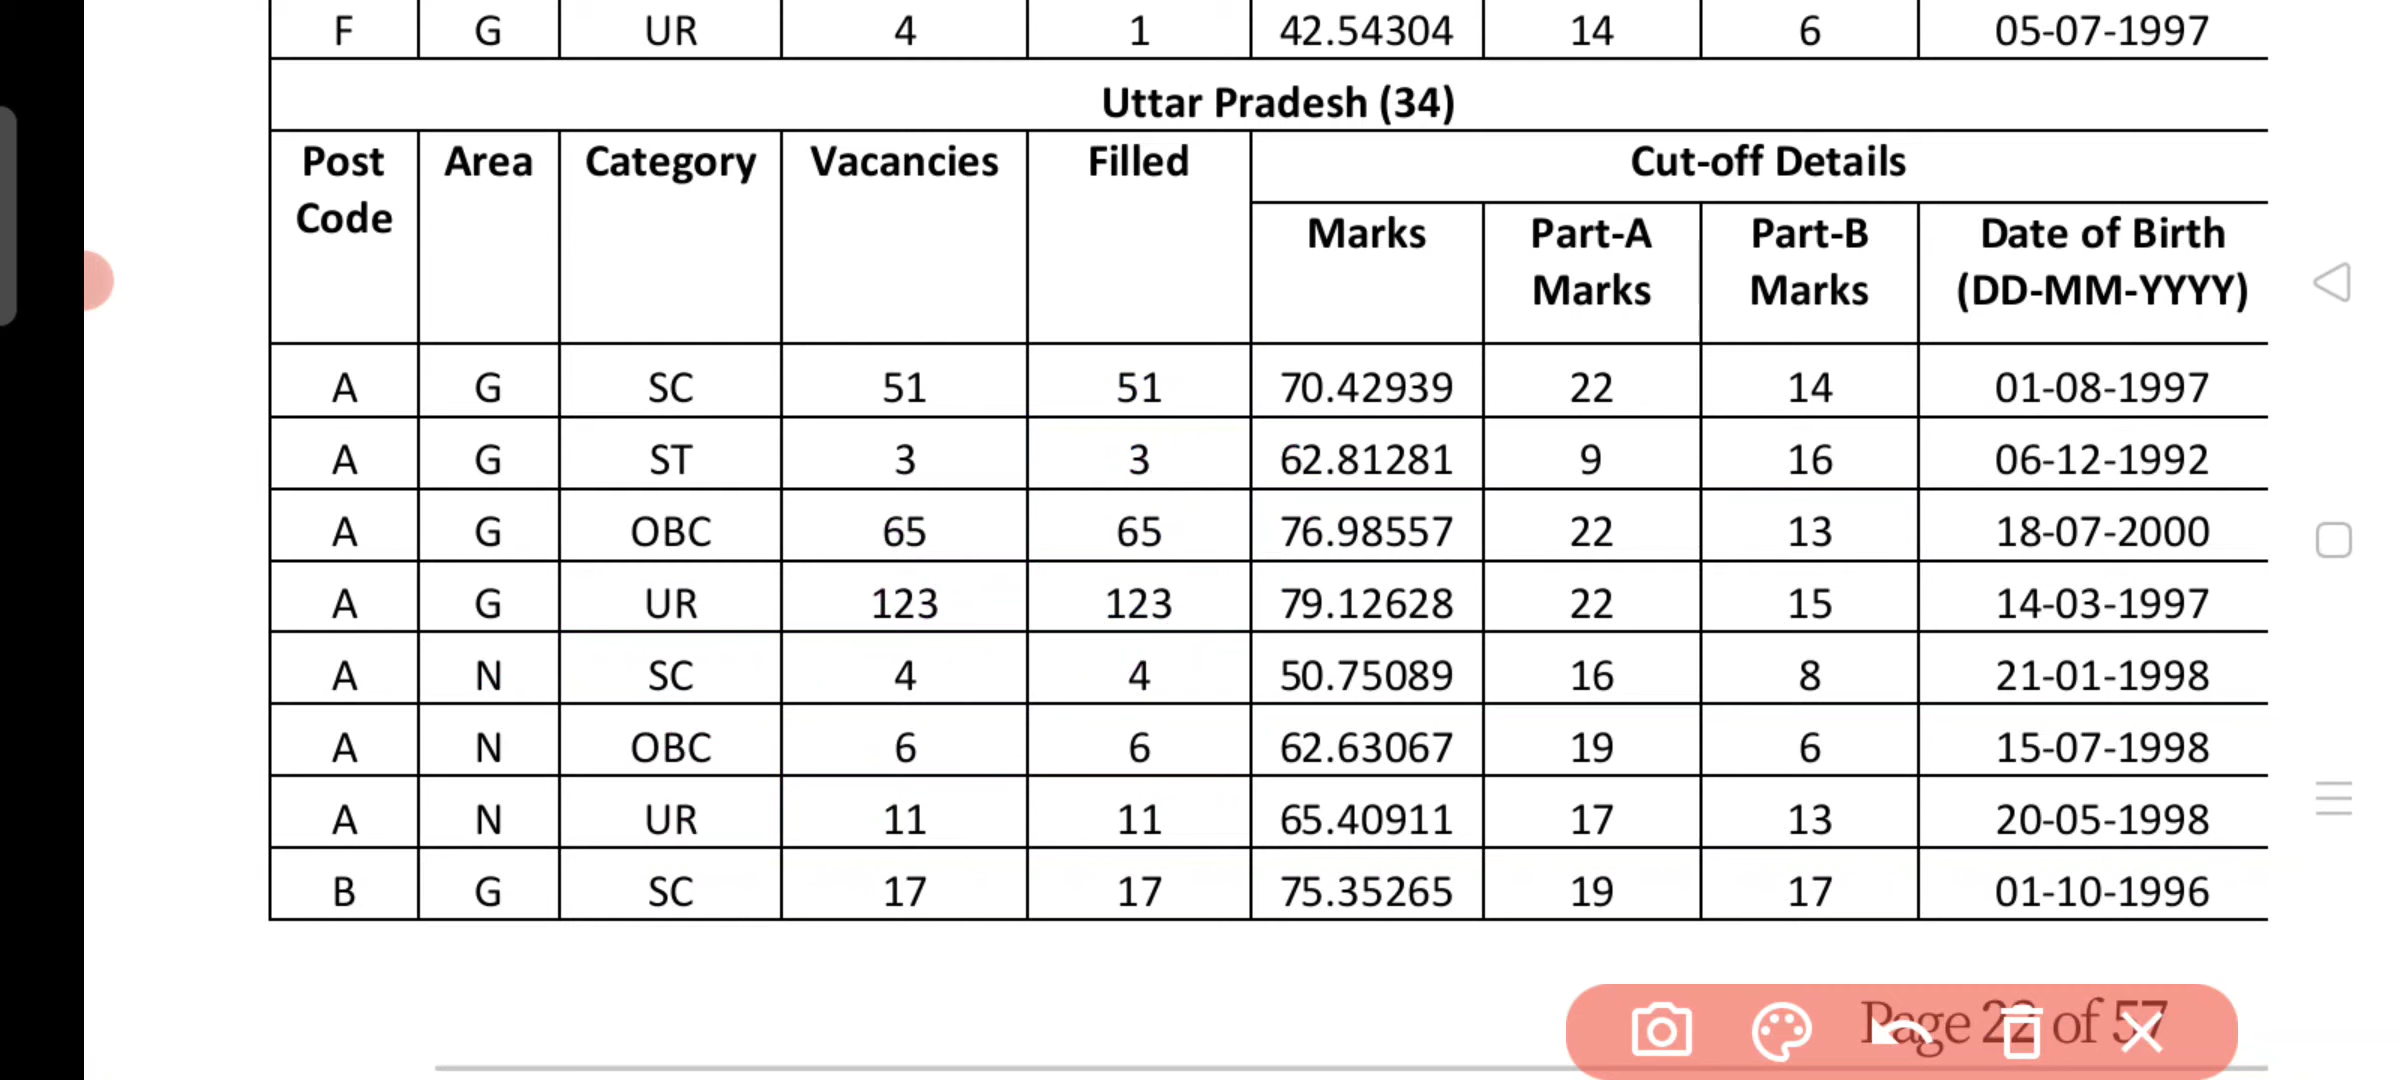 F G UR 4 1 42.54304 14 6 05-07-1997
Uttar Pradesh (34)
Post Code Area Category Vacancies Filled Cut-off Details
Marks Part-A Marks Part-B Marks Date of Birth (DD-MM-YYYY)
A G SC 51 51 70.42939 22 14 01-08-1997
A G ST 3 3 62.81281 9 16 06-12-1992
A G OBC 65 65 76.98557 22 13 18-07-2000
A G UR 123 123 79.12628 22 15 14-03-1997
A N SC 4 4 50.75089 16 8 21-01-1998
A N OBC 6 6 62.63067 19 6 15-07-1998
A N UR 11 11 65.40911 17 13 20-05-1998
B G SC 17 17 75.35265 19 17 01-10-1996
Page 22 of 57